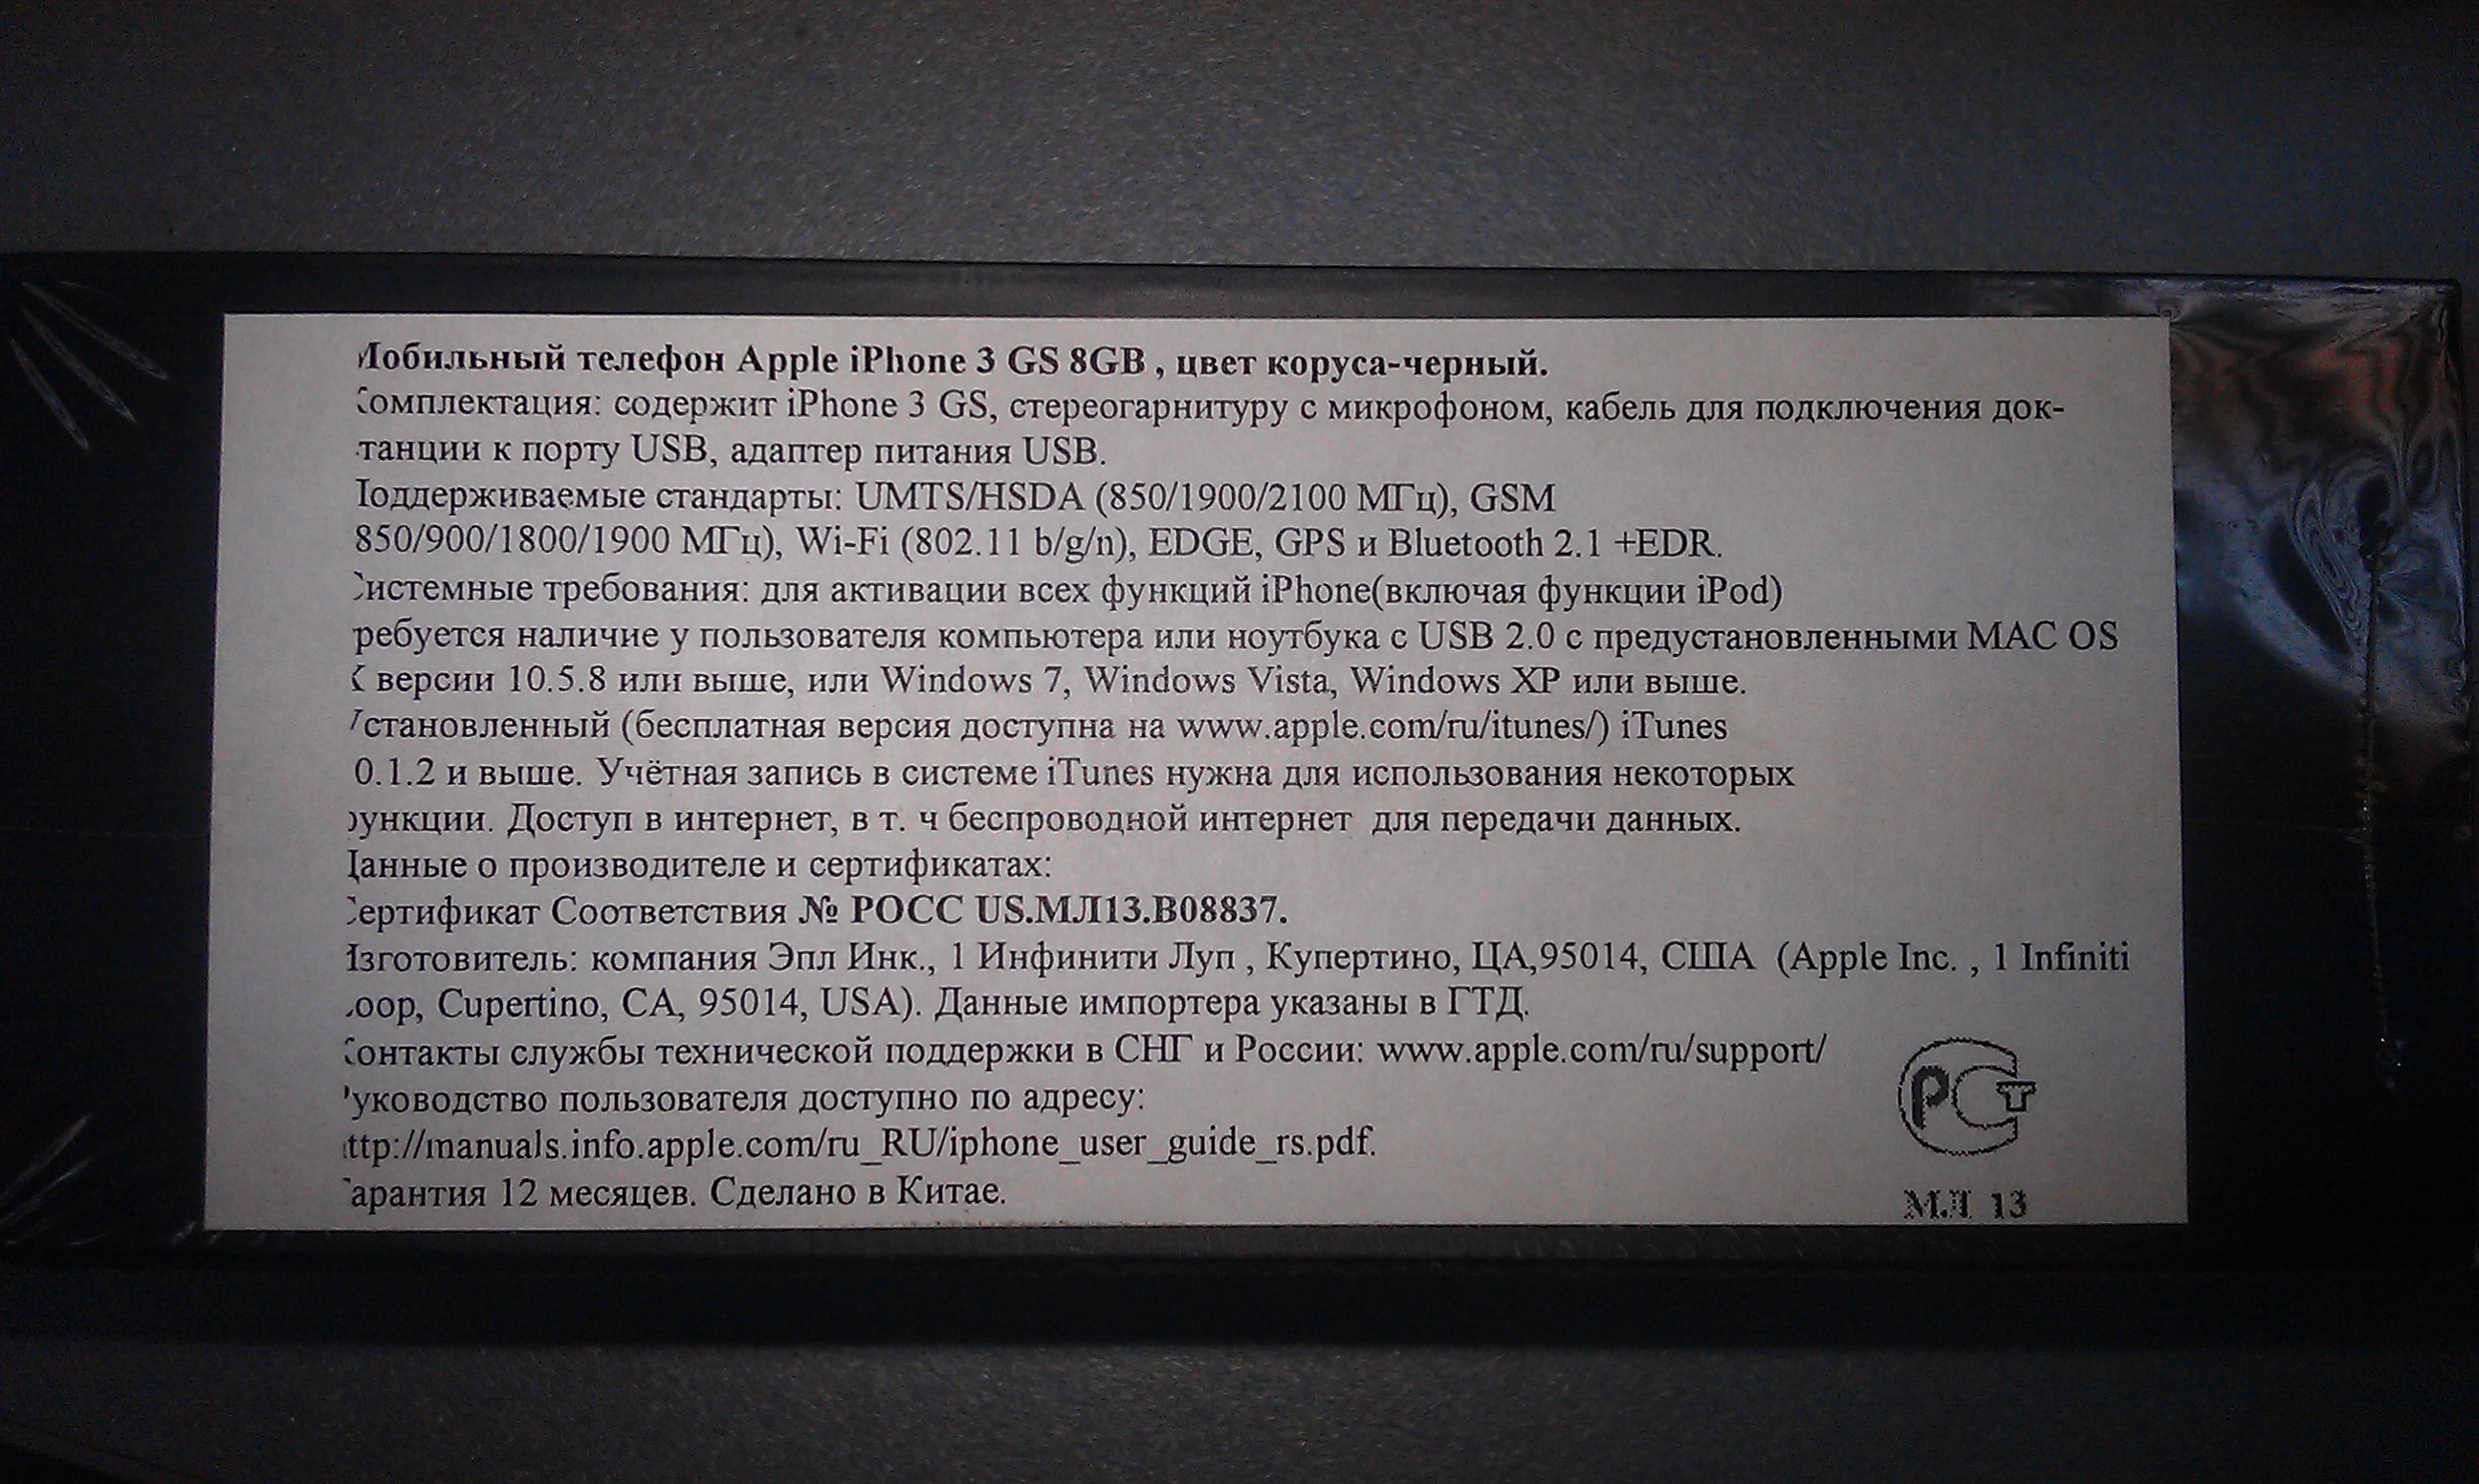 Мобильный телефон Apple iPhone 3 GS 8GB , цвет коруса-черный.
Комплектация: содержит iPhone 3 GS, стереогарнитуру с микрофоном, кабель для подключения док-
танции к порту USB, адаптер питания USB.
Поддерживаемые стандарты: UMTS/HSDA (850/1900/2100 МГц), GSM
850/900/1800/1900 МГц), Wi-Fi (802.11 b/g/n), EDGE, GPS и Bluetooth 2.1 +EDR.
Системные требования: для активации всех функций iPhone(включая функции iPod)
ребуется наличие у пользователя компьютера или ноутбука с USB 2.0 с предустановленными MAC OS
X версии 10.5.8 или выше, или Windows 7, Windows Vista, Windows XP или выше.
Установленный (бесплатная версия доступна на www.apple.com/ru/itunes/) iTunes
0.1.2 и выше. Учётная запись в системе iTunes нужна для использования некоторых
функции. Доступ в интернет, в т. ч беспроводной интернет для передачи данных.
Данные о производителе и сертификатах:
Сертификат Соответствия № РОСС US.МЛ13.В08837.
Изготовитель: компания Эпл Инк., 1 Инфинити Луп , Купертино, ЦА,95014, США (Apple Inc. , 1 Infiniti
Loop, Cupertino, CA, 95014, USA). Данные импортера указаны в ГТД.
Контакты службы технической поддержки в СНГ и России: www.apple.com/ru/support/
Руководство пользователя доступно по адресу:
http://manuals.info.apple.com/ru_RU/iphone_user_guide_rs.pdf.
Гарантия 12 месяцев. Сделано в Китае.
РСТ
МЛ 13